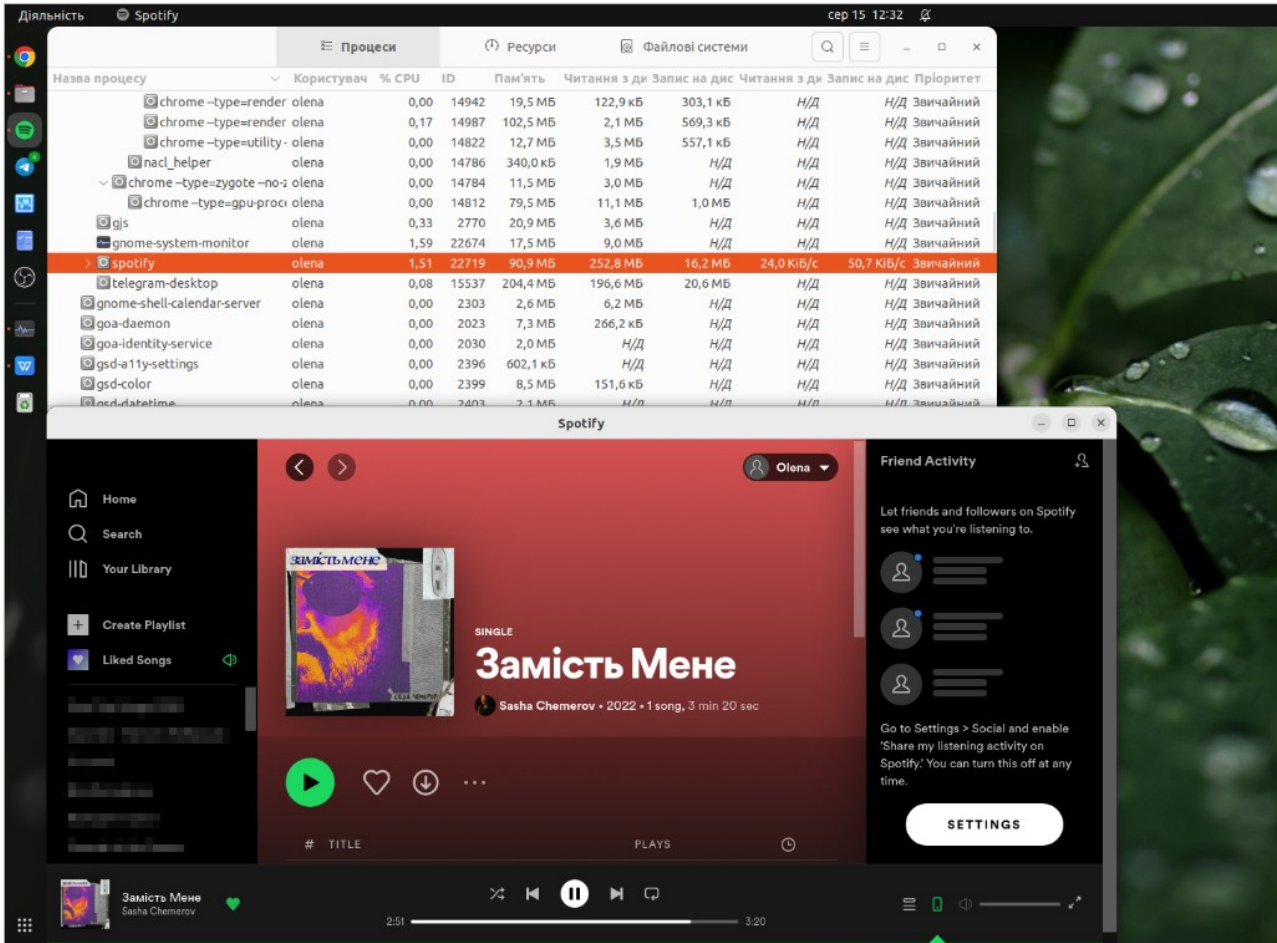 Діяльність Spotify сер 15 12:32
Процеси Ресурси Файлові системи
Назва процесу Користувач % CPU ID Пам'ять Читання з ди Запис на дис Читання з ди Запис на дис Пріоритет
chrome --type=render olena 0,00 14942 19,5 МБ 122,9 кБ 303,1 кБ Н/Д Н/Д Звичайний
chrome --type=render olena 0,17 14987 102,5 МБ 2,1 МБ 569,3 кБ Н/Д Н/Д Звичайний
chrome --type=utility - olena 0,00 14822 12,7 МБ 3,5 МБ 557,1 кБ Н/Д Н/Д Звичайний
nacl_helper olena 0,00 14786 340,0 кБ 1,9 МБ Н/Д Н/Д Н/Д Звичайний
chrome --type=zygote --no-z olena 0,00 14784 11,5 МБ 3,0 МБ Н/Д Н/Д Н/Д Звичайний
chrome --type=gpu-proce olena 0,00 14812 79,5 МБ 11,1 МБ 1,0 МБ Н/Д Н/Д Звичайний
gjs olena 0,33 2770 20,9 МБ 3,6 МБ Н/Д Н/Д Н/Д Звичайний
gnome-system-monitor olena 1,59 22674 17,5 МБ 9,0 МБ Н/Д Н/Д Н/Д Звичайний
spotify olena 1,51 22719 90,9 МБ 252,8 МБ 16,2 МБ 24,0 KiБ/с 50,7 KiБ/с Звичайний
telegram-desktop olena 0,08 15537 204,4 МБ 196,6 МБ 20,6 МБ Н/Д Н/Д Звичайний
gnome-shell-calendar-server olena 0,00 2303 2,6 МБ 6,2 МБ Н/Д Н/Д Н/Д Звичайний
goa-daemon olena 0,00 2023 7,3 МБ 266,2 кБ Н/Д Н/Д Н/Д Звичайний
goa-identity-service olena 0,00 2030 2,0 МБ Н/Д Н/Д Н/Д Н/Д Звичайний
gsd-a11y-settings olena 0,00 2396 602,1 кБ Н/Д Н/Д Н/Д Н/Д Звичайний
gsd-color olena 0,00 2399 8,5 МБ 151,6 кБ Н/Д Н/Д Н/Д Звичайний
gsd-datetime olena 0,00 2403 2,1 МБ Н/Д Н/Д Н/Д Н/Д Звичайний
Spotify
Home
Search
Your Library
Create Playlist
Liked Songs
Olena
замість мене
SINGLE
Замість Мене
Sasha Chemerov • 2022 • 1 song, 3 min 20 sec
# TITLE PLAYS
Friend Activity
Let friends and followers on Spotify
see what you're listening to.
Go to Settings > Social and enable
'Share my listening activity on
Spotify.' You can turn this off at any
time.
SETTINGS
Замість Мене
Sasha Chemerov
2:51 3:20